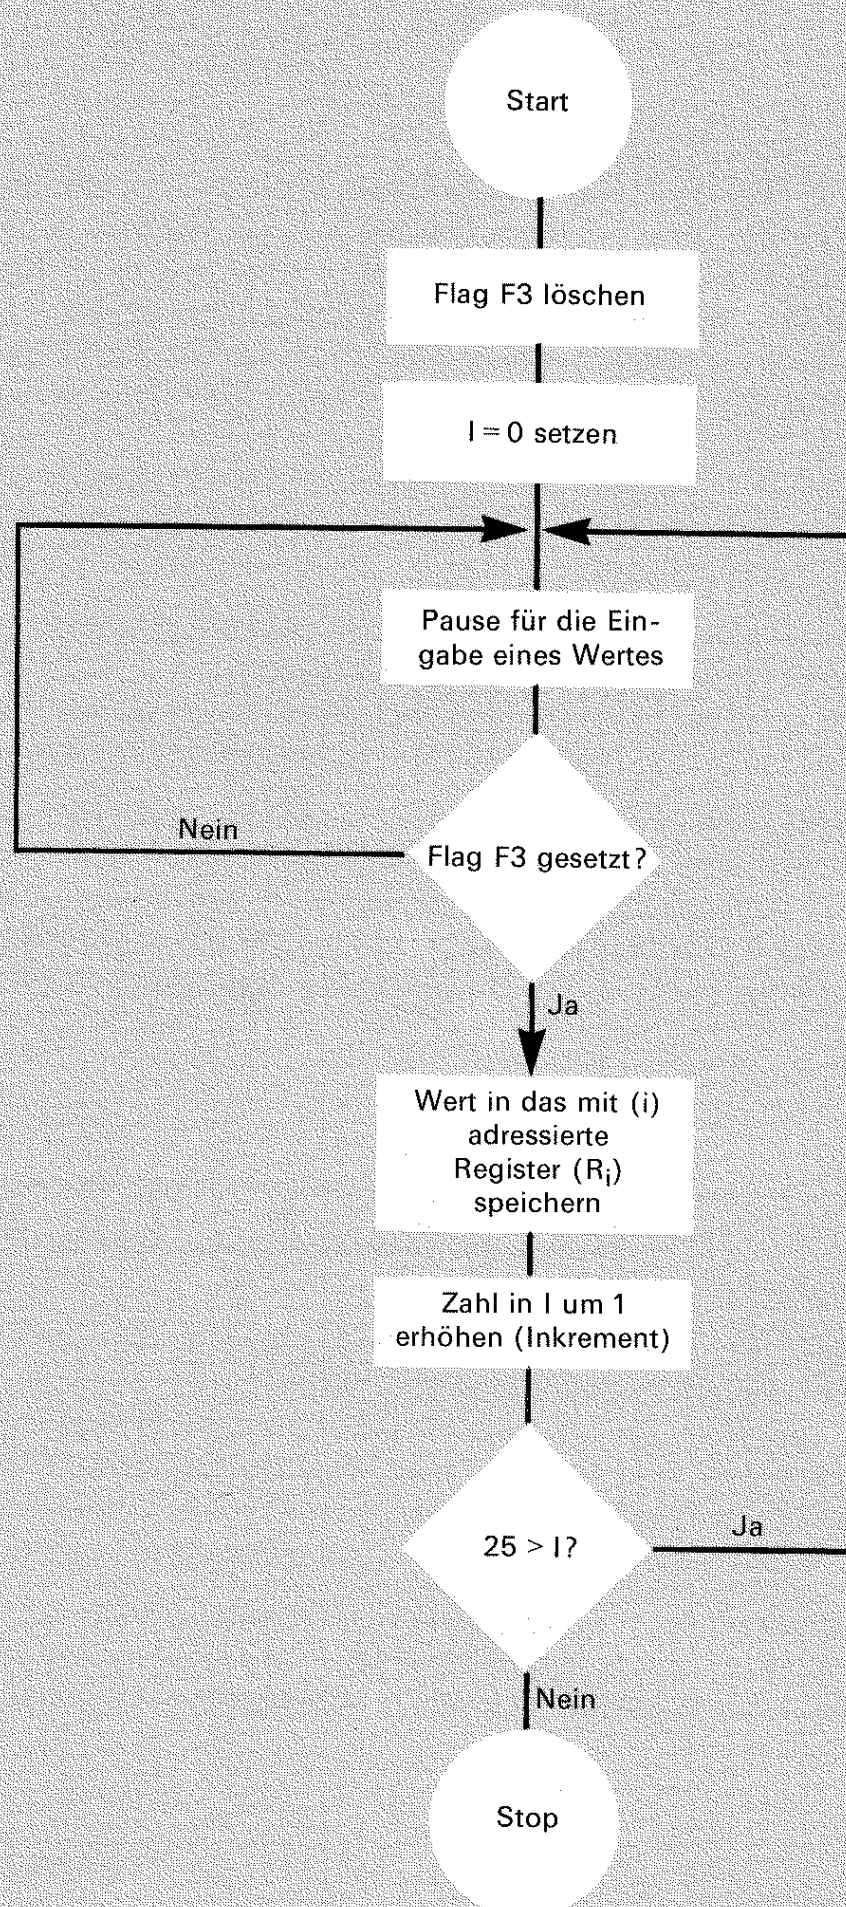 Start
Flag F3 löschen
I = 0 setzen
Pause für die Ein-
gabe eines Wertes
Nein
Flag F3 gesetzt?
Ja
Wert in das mit (i)
adressierte
Register (Ri)
speichern
Zahl in I um 1
erhöhen (Inkrement)
25 > I?
Ja
Nein
Stop